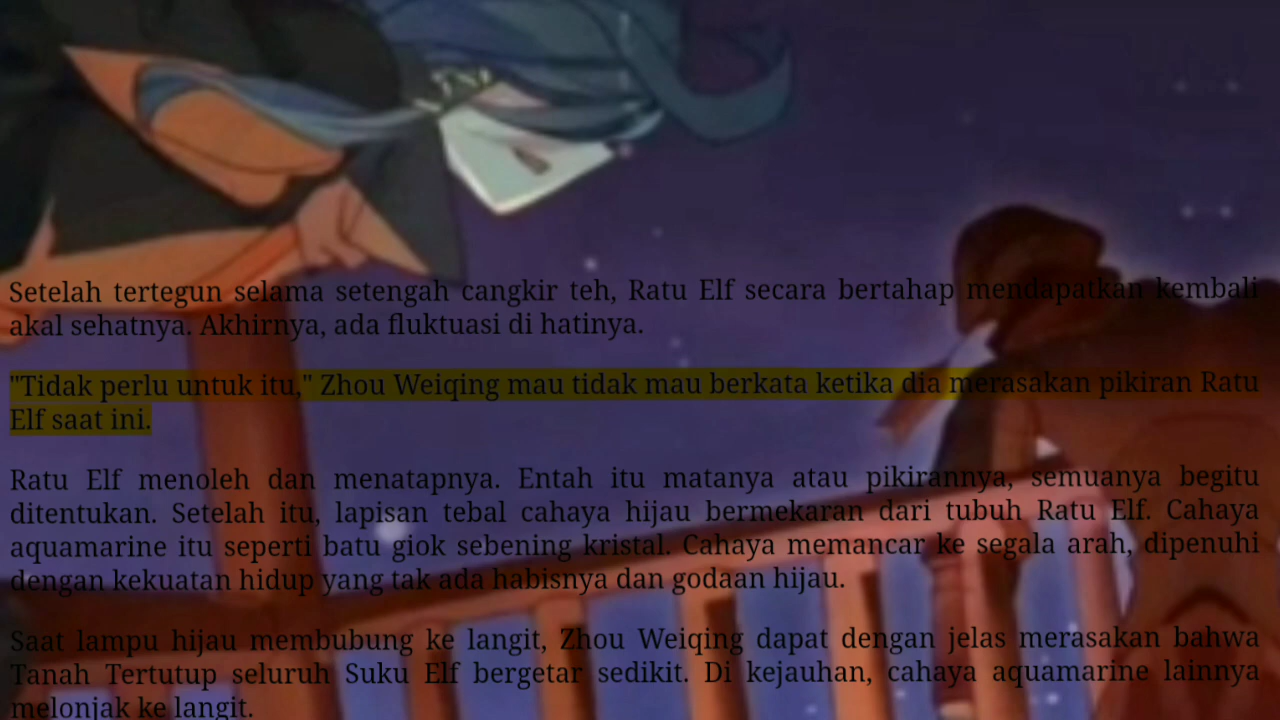 Setelah tertegun selama setengah cangkir teh, Ratu Elf secara bertahap mendapatkan kembali
akal sehatnya. Akhirnya, ada fluktuasi di hatinya.
"Tidak perlu untuk itu," Zhou Weiqing mau tidak mau berkata ketika dia merasakan pikiran Ratu
Elf saat ini.
Ratu Elf menoleh dan menatapnya. Entah itu matanya atau pikirannya, semuanya begitu
ditentukan. Setelah itu, lapisan tebal cahaya hijau bermekaran dari tubuh Ratu Elf. Cahaya
aquamarine itu seperti batu giok sebening kristal. Cahaya memancar ke segala arah, dipenuhi
dengan kekuatan hidup yang tak ada habisnya dan godaan hijau.
Saat lampu hijau membubung ke langit, Zhou Weiqing dapat dengan jelas merasakan bahwa
Tanah Tertutup seluruh Suku Elf bergetar sedikit. Di kejauhan, cahaya aquamarine lainnya
melonjak ke langit.